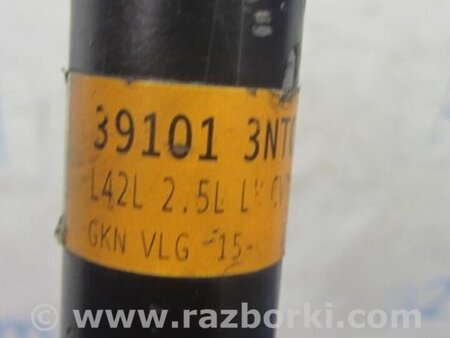 39101 3NT
L42L 2.5L L
GKN VLG -15-
© www.razborki.com